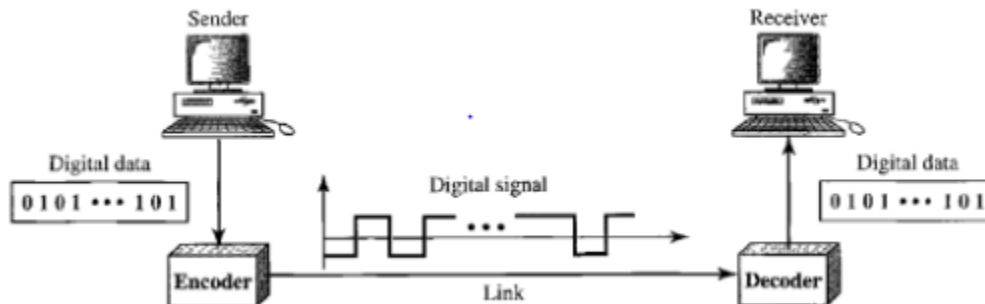 Sender
Receiver
Digital data
0101 ••• 101
Digital signal
•••
Digital data
0101 ••• 101
Encoder
Link
Decoder